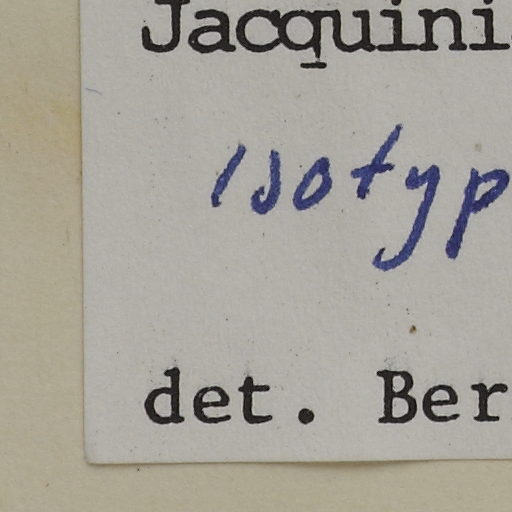 Jacquini
isotyp
det. Ber